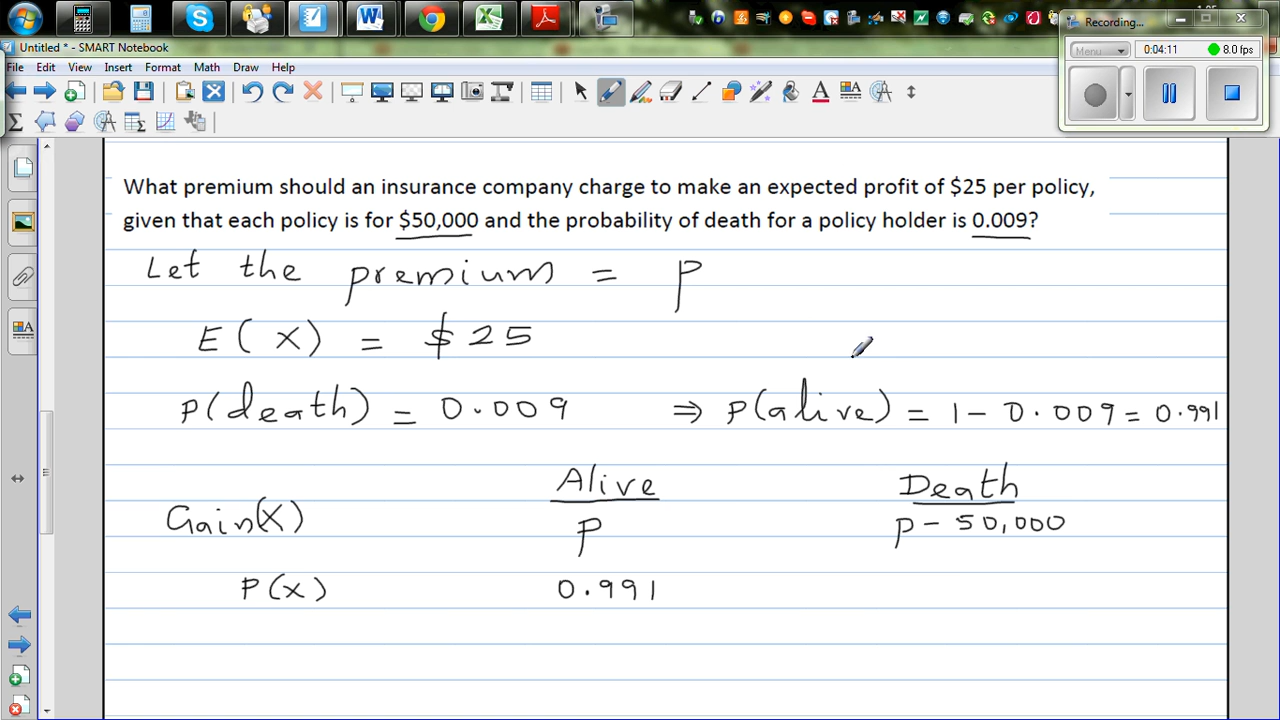 Recording...
Untitled * - SMART Notebook
Menu
0:04:11
8.0 fps
File Edit View Insert Format Math Draw Help
What premium should an insurance company charge to make an expected profit of $25 per policy,
given that each policy is for $50,000 and the probability of death for a policy holder is 0.009?
Let the premium = p
E(X) = $25
P(death) = 0.009 ⇒ P(alive) = 1 - 0.009 = 0.991
Alive Death
Gain(X) p p - 50,000
P(x) 0.991